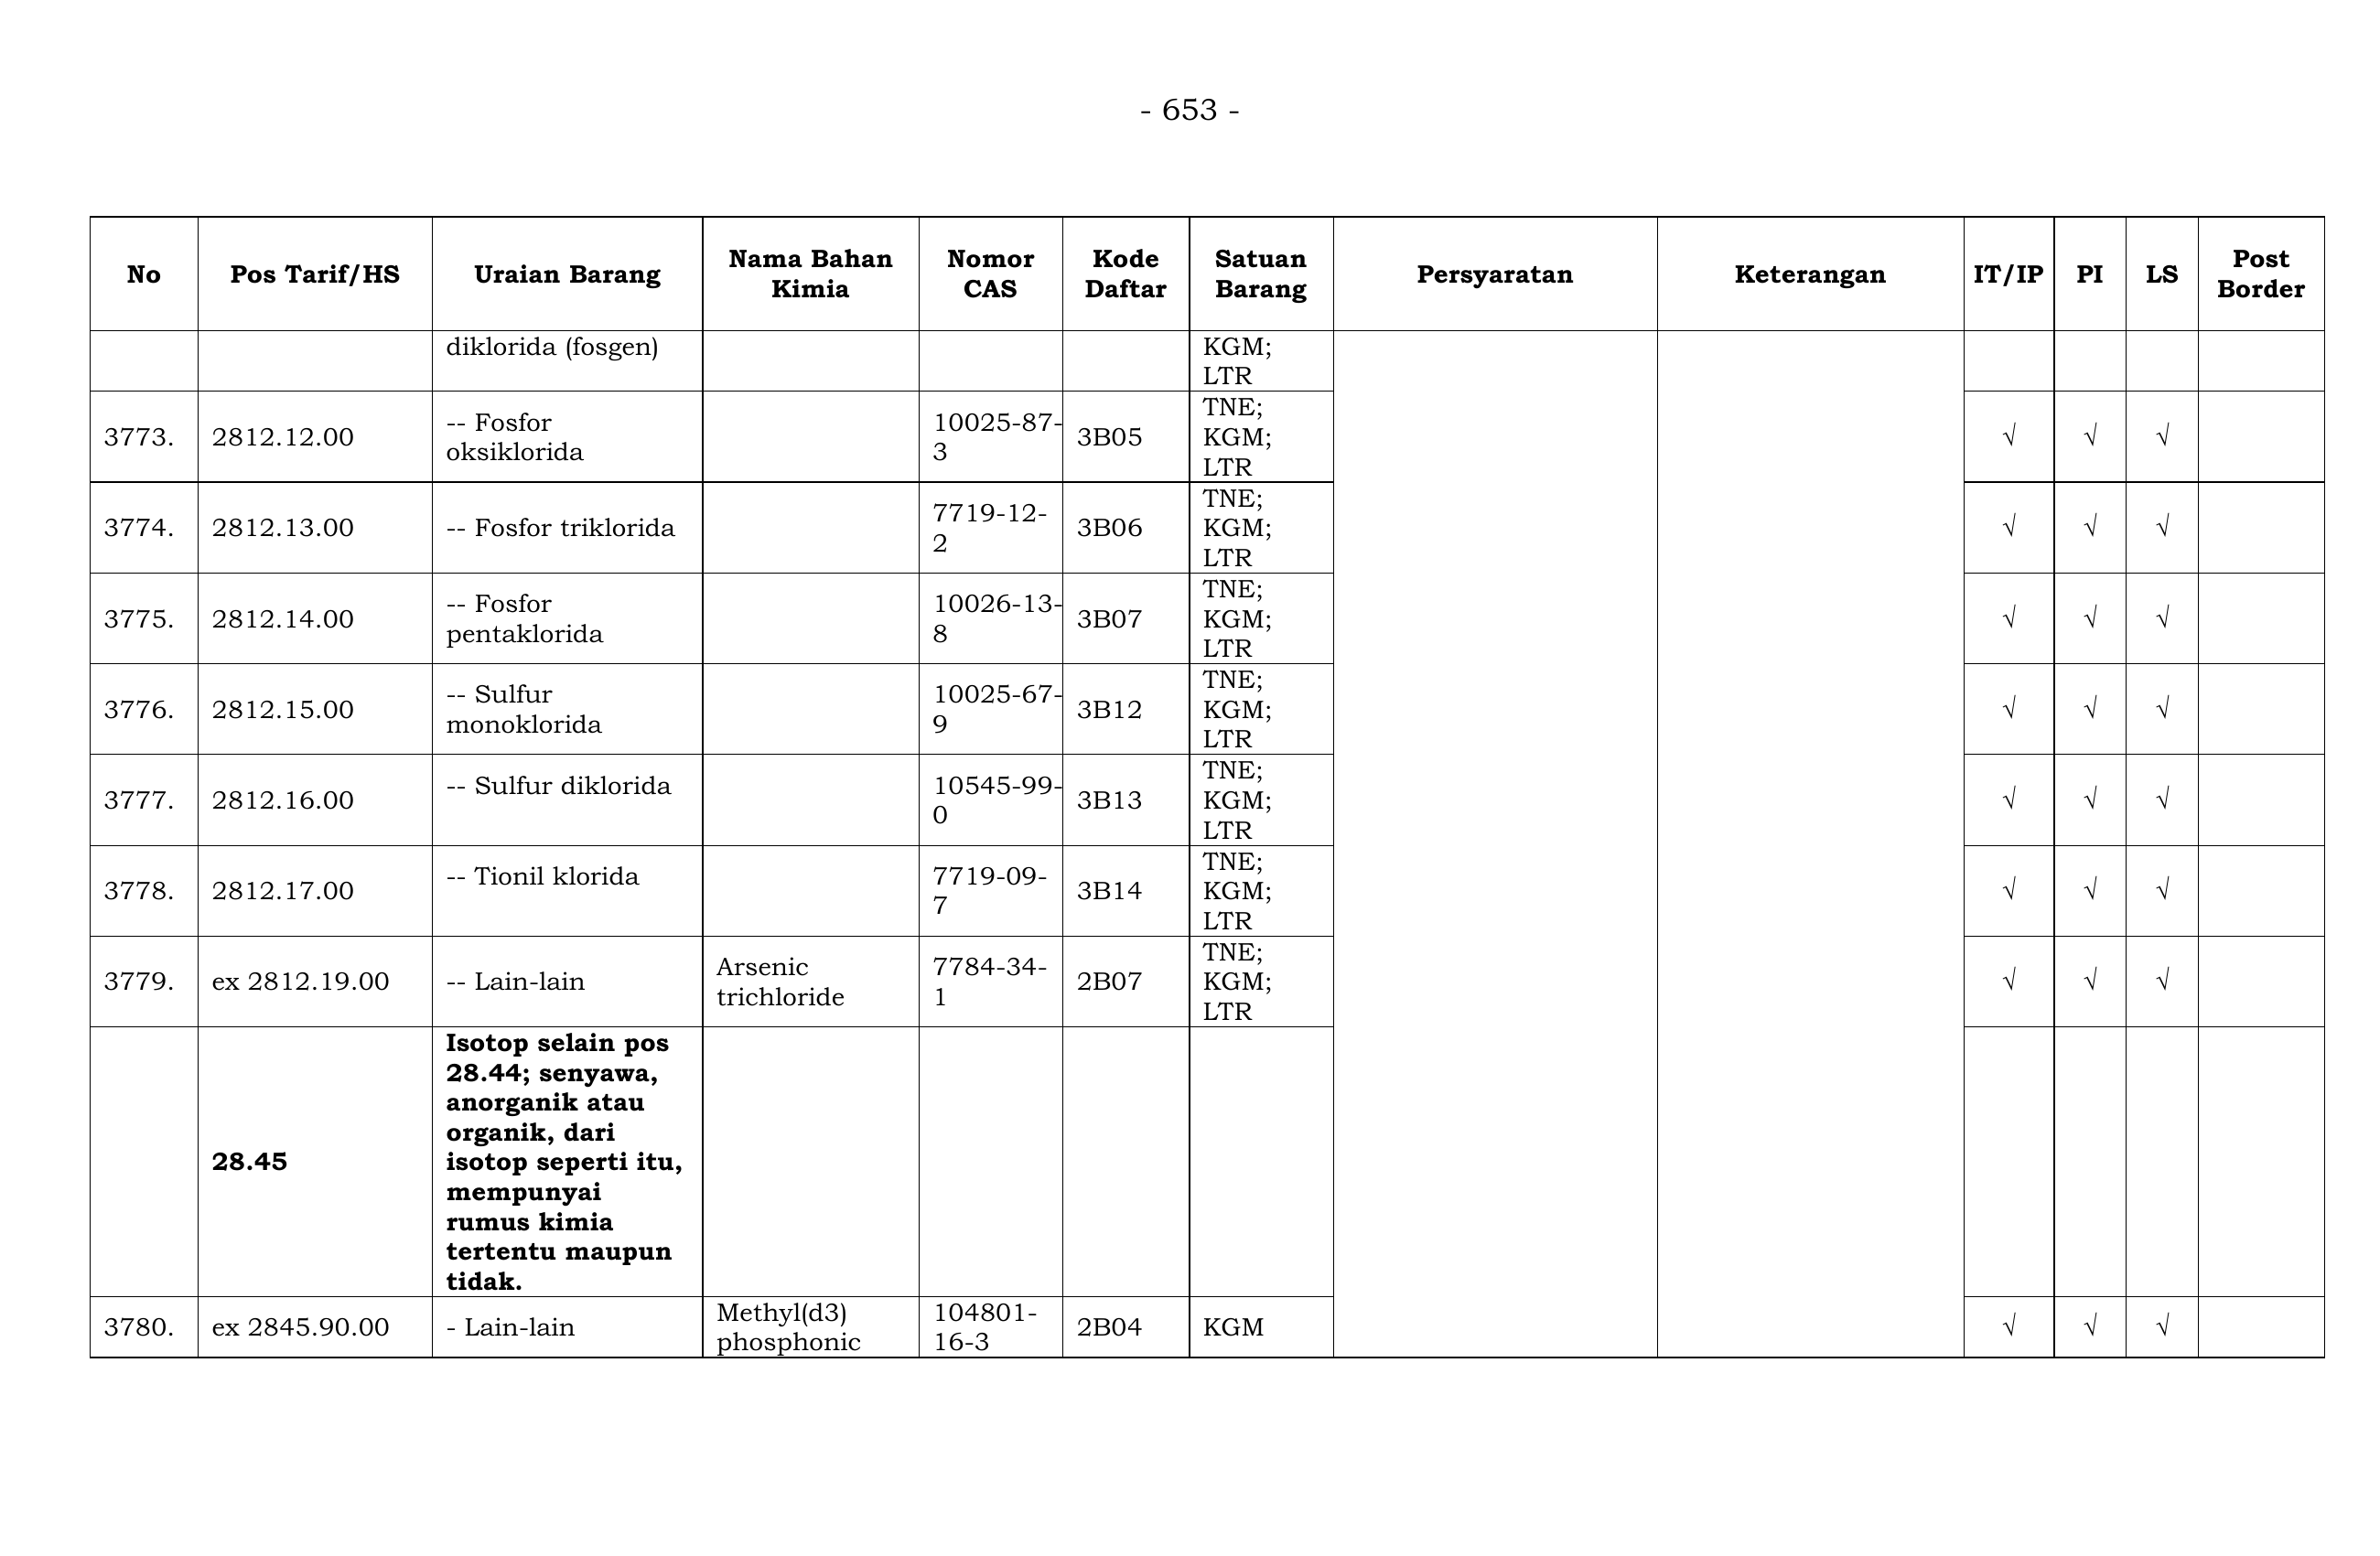 - 653 -
No Pos Tarif/HS Uraian Barang Nama Bahan Kimia Nomor CAS Kode Daftar Satuan Barang Persyaratan Keterangan IT/IP PI LS Post Border
diklorida (fosgen) KGM; LTR
3773. 2812.12.00 -- Fosfor oksiklorida 10025-87-3 3B05 TNE; KGM; LTR √ √ √
3774. 2812.13.00 -- Fosfor triklorida 7719-12-2 3B06 TNE; KGM; LTR √ √ √
3775. 2812.14.00 -- Fosfor pentaklorida 10026-13-8 3B07 TNE; KGM; LTR √ √ √
3776. 2812.15.00 -- Sulfur monoklorida 10025-67-9 3B12 TNE; KGM; LTR √ √ √
3777. 2812.16.00 -- Sulfur diklorida 10545-99-0 3B13 TNE; KGM; LTR √ √ √
3778. 2812.17.00 -- Tionil klorida 7719-09-7 3B14 TNE; KGM; LTR √ √ √
3779. ex 2812.19.00 -- Lain-lain Arsenic trichloride 7784-34-1 2B07 TNE; KGM; LTR √ √ √
28.45 Isotop selain pos 28.44; senyawa, anorganik atau organik, dari isotop seperti itu, mempunyai rumus kimia tertentu maupun tidak.
3780. ex 2845.90.00 - Lain-lain Methyl(d3) phosphonic 104801-16-3 2B04 KGM √ √ √